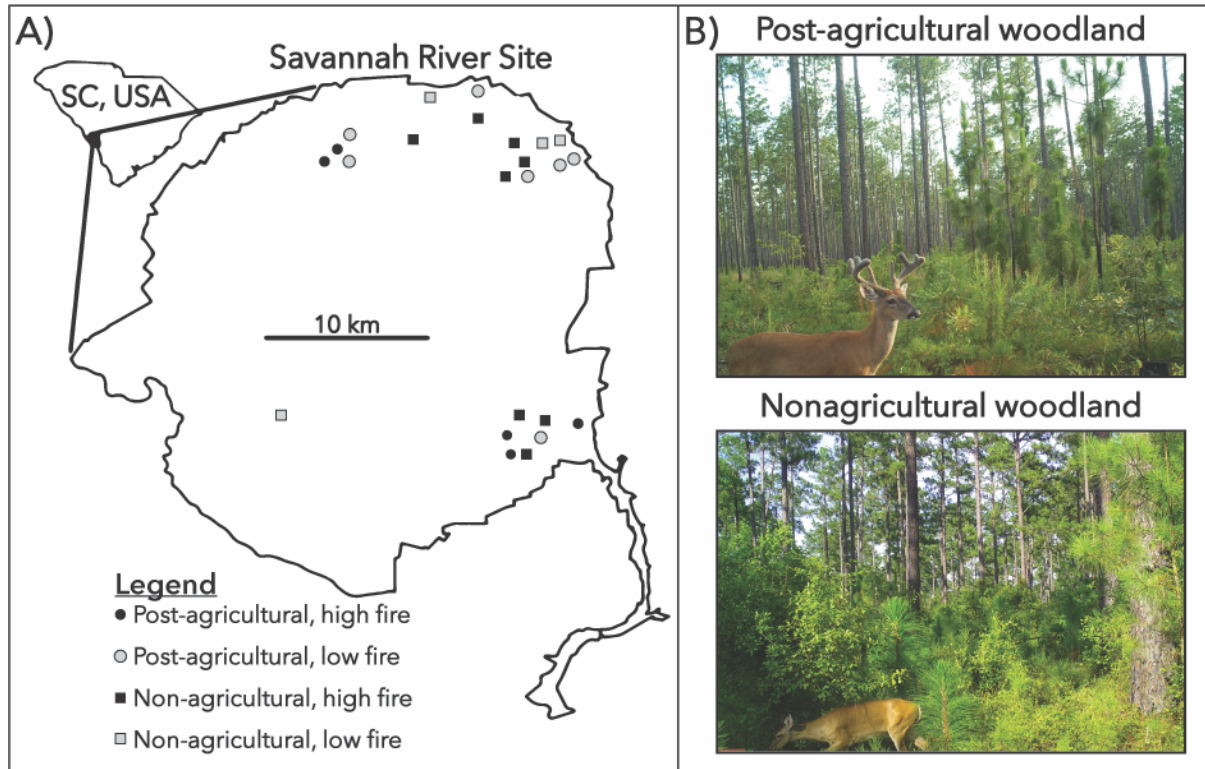 A)
Savannah River Site
SC, USA
10 km
Legend
Post-agricultural, high fire
Post-agricultural, low fire
Non-agricultural, high fire
Non-agricultural, low fire
B)
Post-agricultural woodland
Nonagricultural woodland